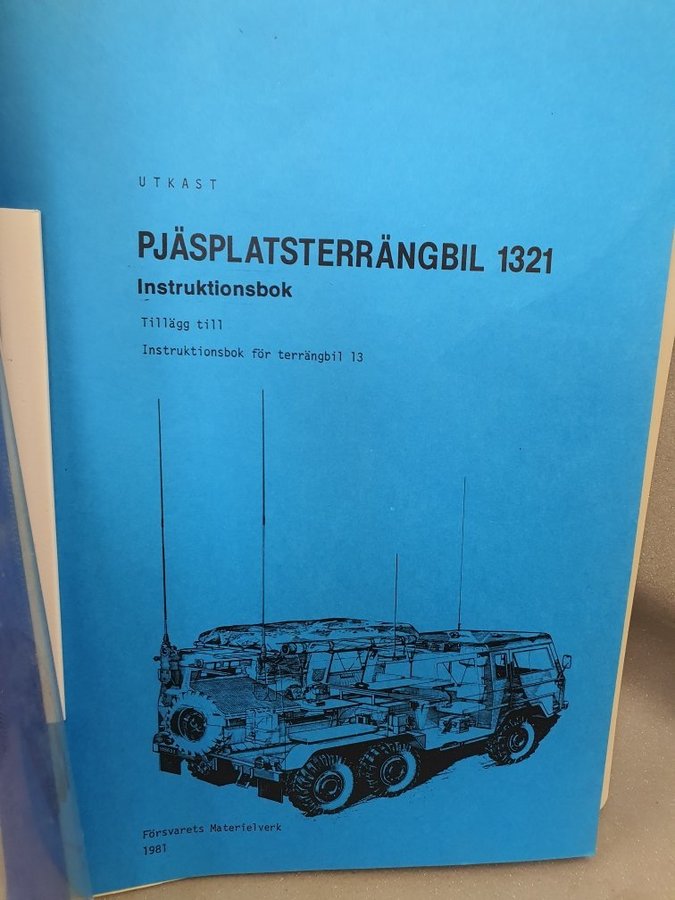 UTKAST
PJÄSPLATSTERRÄNGBIL 1321
Instruktionsbok
Tillägg till
Instruktionsbok för terrängbil 13
Försvarets Materielverk
1981